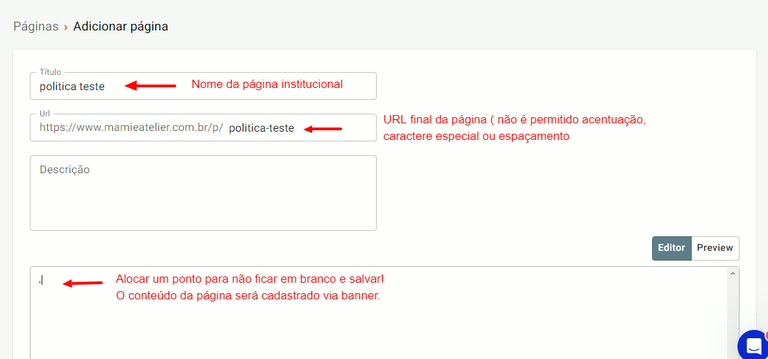 Páginas › Adicionar página
Título
politica teste
Nome da página institucional
Url
https://www.mamieatelier.com.br/p/ politica-teste
URL final da página ( não é permitido acentuação,
caractere especial ou espaçamento
Descrição
Editor Preview
.
Alocar um ponto para não ficar em branco e salvar!
O conteúdo da página será cadastrado via banner.